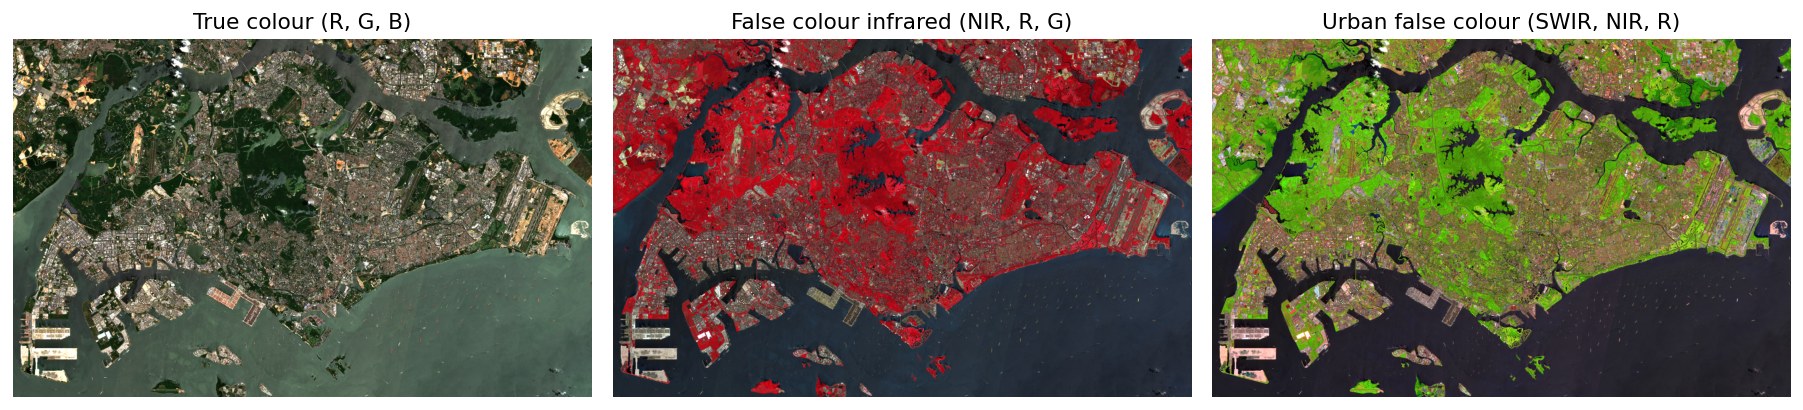 True colour (R, G, B)
False colour infrared (NIR, R, G)
Urban false colour (SWIR, NIR, R)